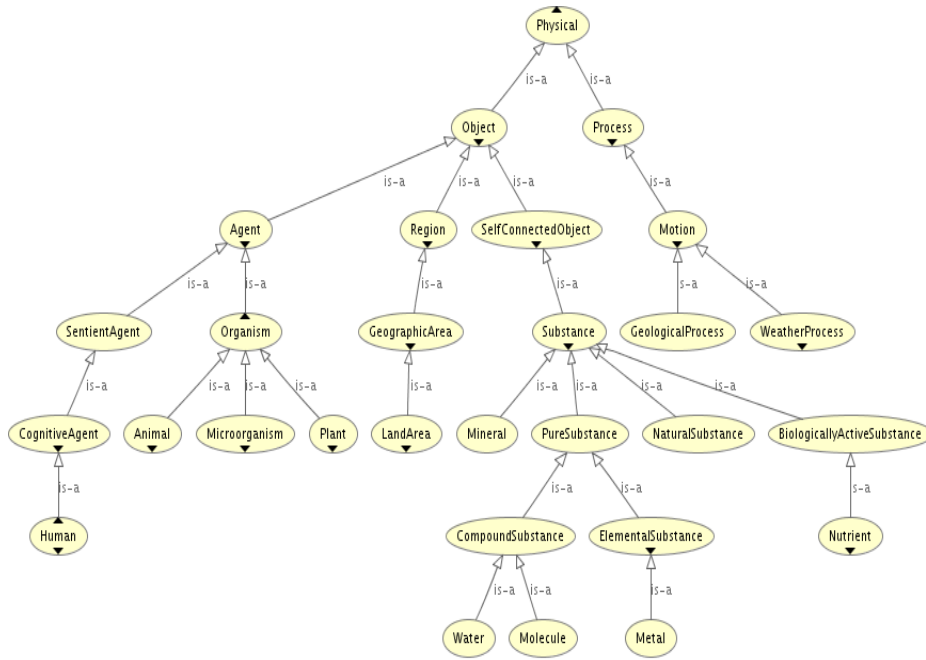 Physical
is-a is-a
Object Process
is-a is-a is-a is-a
Agent Region SelfConnectedObject Motion
is-a is-a is-a is-a s-a is-a
SentientAgent Organism GeographicArea Substance GeologicalProcess WeatherProcess
is-a is-a is-a is-a is-a is-a is-a is-a is-a
CognitiveAgent Animal Microorganism Plant LandArea Mineral PureSubstance NaturalSubstance BiologicallyActiveSubstance
is-a is-a is-a s-a
Human CompoundSubstance ElementalSubstance Nutrient
is-a is-a is-a
Water Molecule Metal